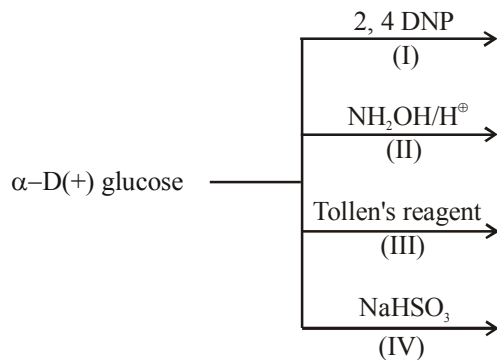 2, 4 DNP
(I)
NH₂OH/H⊕
(II)
α–D(+) glucose
Tollen's reagent
(III)
NaHSO₃
(IV)